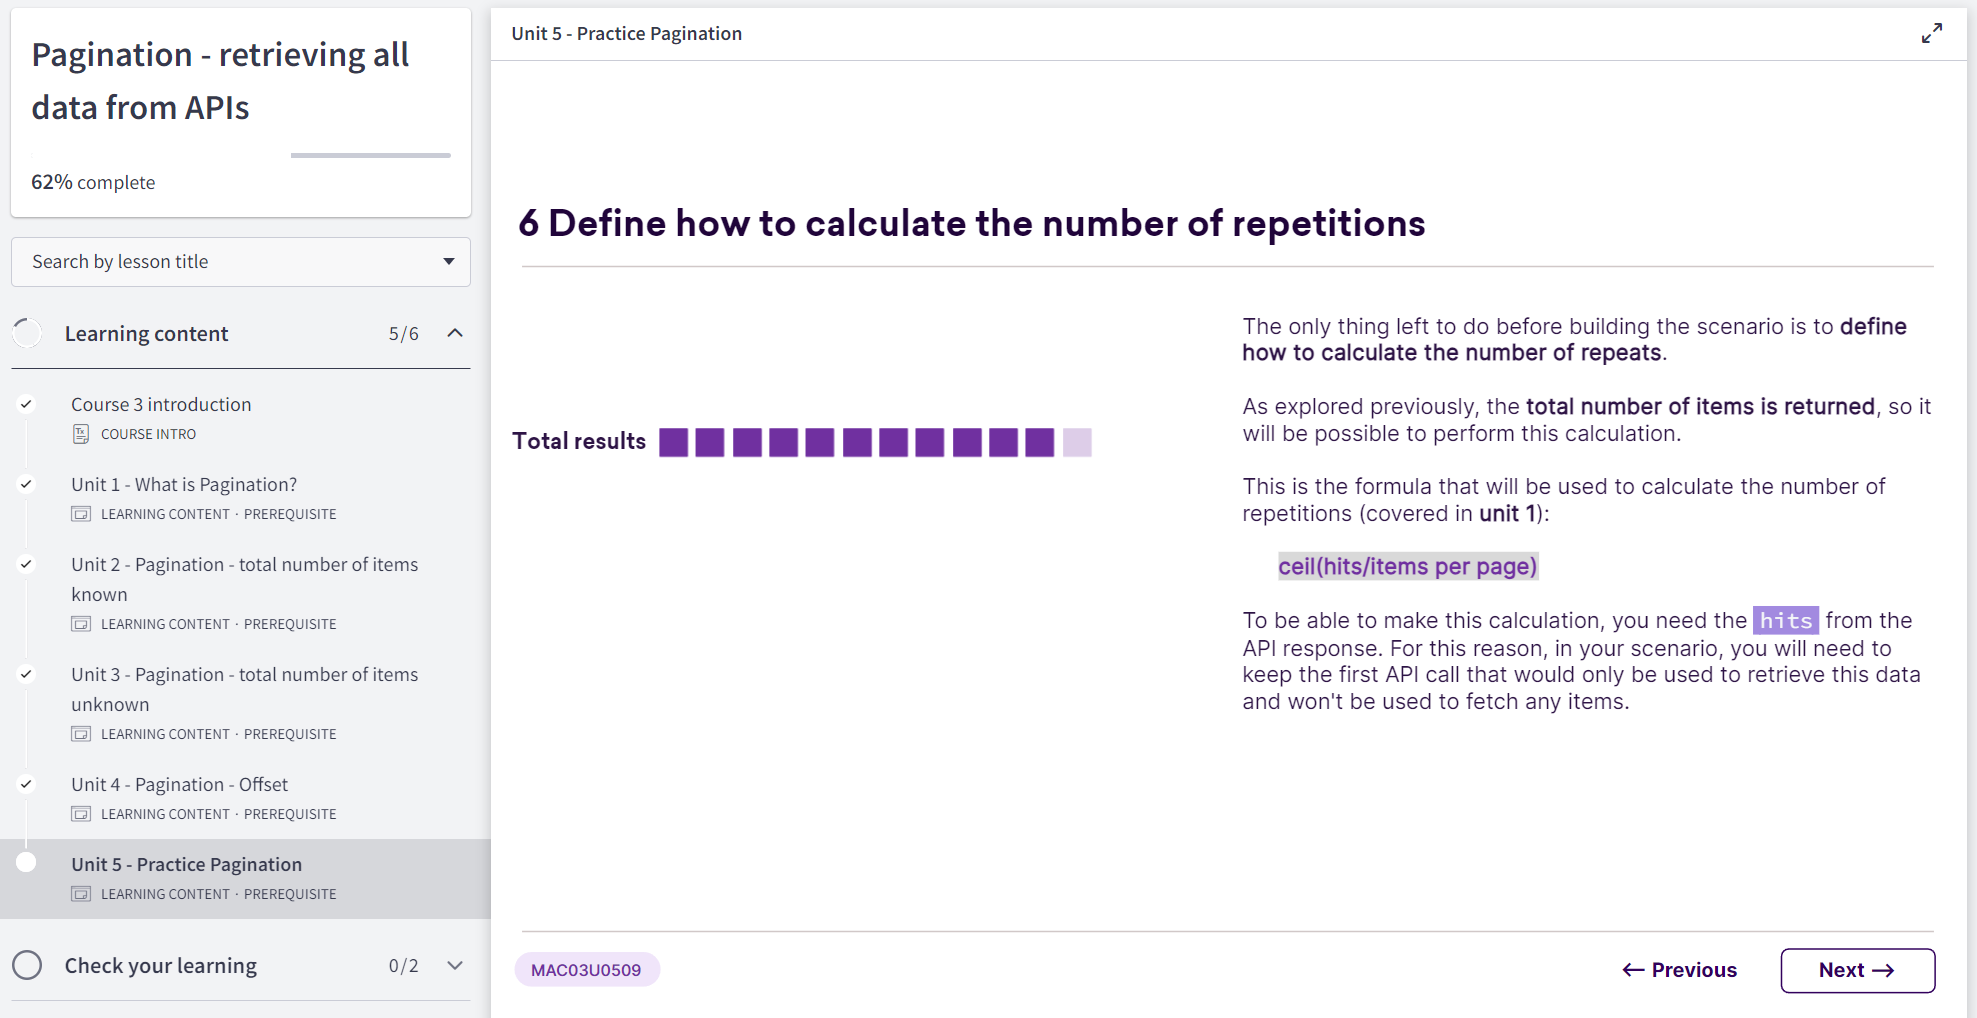 Pagination - retrieving all
data from APIs
62% complete
Search by lesson title
Learning content 5/6
Course 3 introduction
COURSE INTRO
Unit 1 - What is Pagination?
LEARNING CONTENT · PREREQUISITE
Unit 2 - Pagination - total number of items
known
LEARNING CONTENT · PREREQUISITE
Unit 3 - Pagination - total number of items
unknown
LEARNING CONTENT · PREREQUISITE
Unit 4 - Pagination - Offset
LEARNING CONTENT · PREREQUISITE
Unit 5 - Practice Pagination
LEARNING CONTENT · PREREQUISITE
Check your learning 0/2
Unit 5 - Practice Pagination
6 Define how to calculate the number of repetitions
Total results
The only thing left to do before building the scenario is to define
how to calculate the number of repeats.
As explored previously, the total number of items is returned, so it
will be possible to perform this calculation.
This is the formula that will be used to calculate the number of
repetitions (covered in unit 1):
ceil(hits/items per page)
To be able to make this calculation, you need the hits from the
API response. For this reason, in your scenario, you will need to
keep the first API call that would only be used to retrieve this data
and won't be used to fetch any items.
MAC03U0509
← Previous
Next →